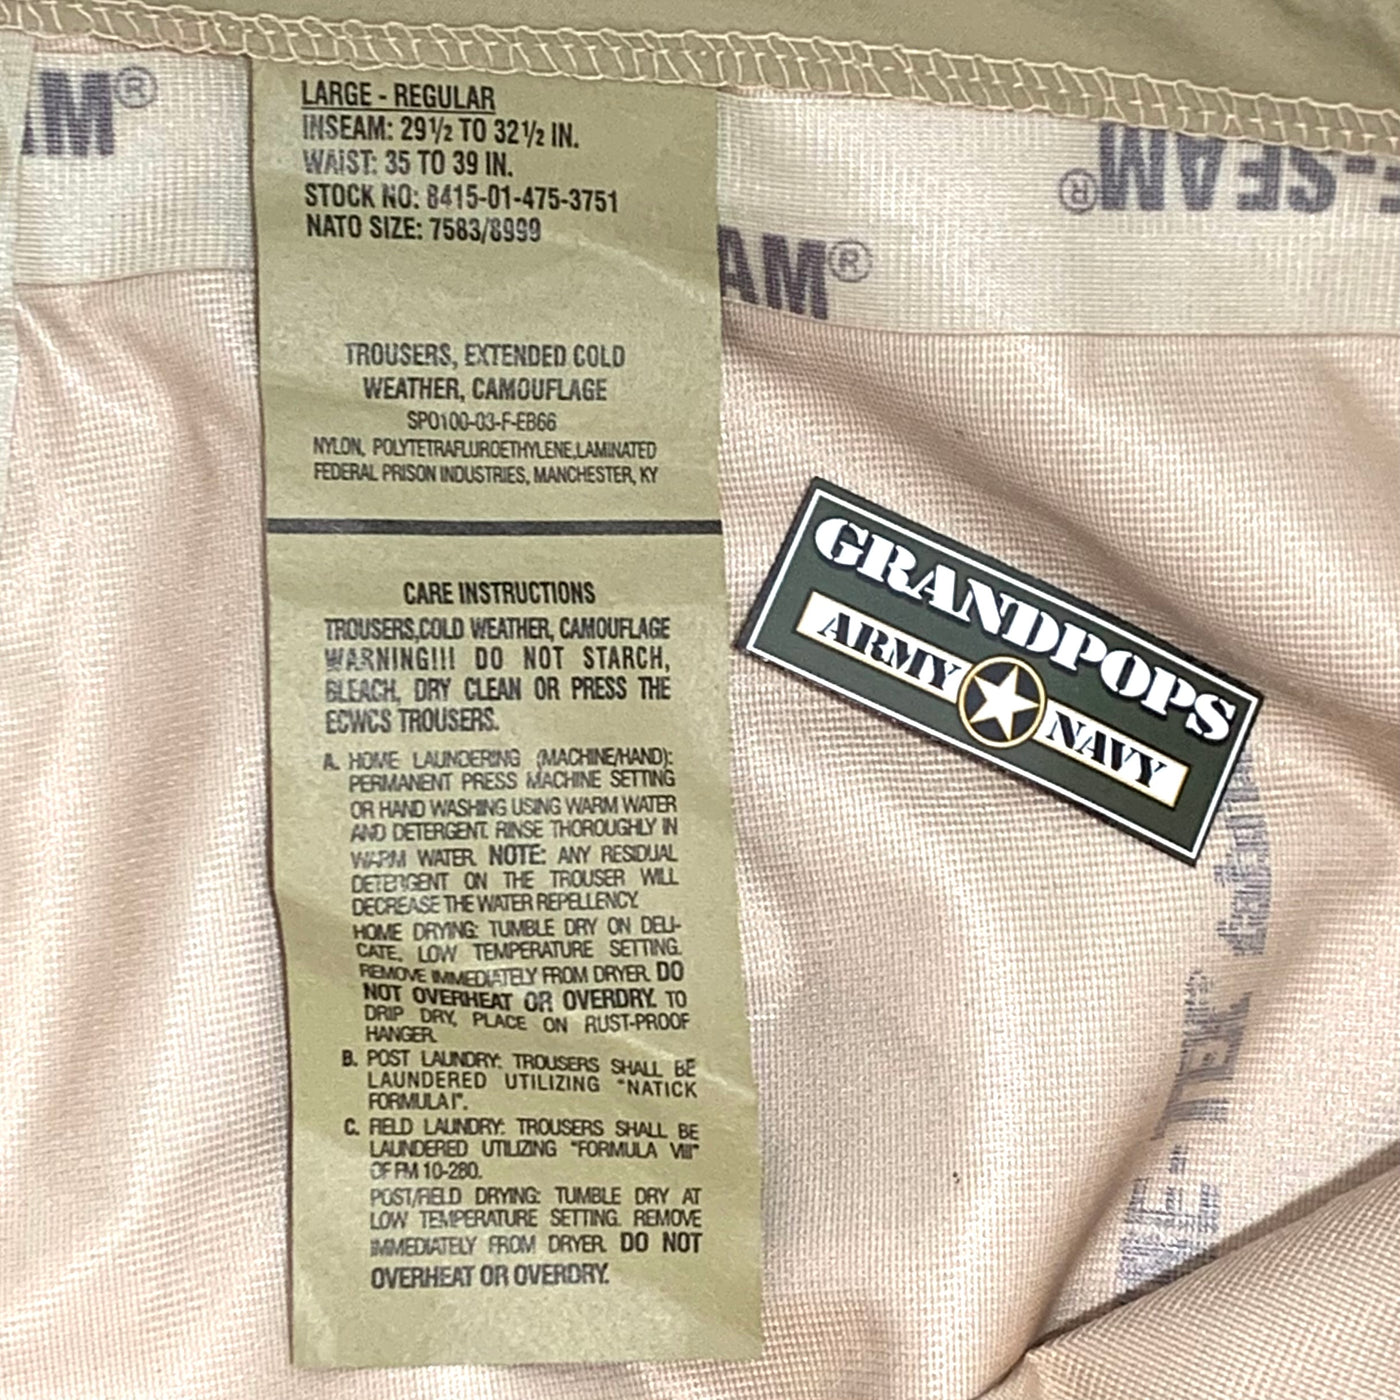 LARGE - REGULAR
INSEAM: 29½ TO 32½ IN.
WAIST: 35 TO 39 IN.
STOCK NO: 8415-01-475-3751
NATO SIZE: 7583/8999
TROUSERS, EXTENDED COLD
WEATHER, CAMOUFLAGE
SPO100-03-F-EB66
NYLON, POLYTETRAFLUROETHYLENE,LAMINATED
FEDERAL PRISON INDUSTRIES, MANCHESTER, KY
CARE INSTRUCTIONS
TROUSERS,COLD WEATHER, CAMOUFLAGE
WARNING!!! DO NOT STARCH,
BLEACH, DRY CLEAN OR PRESS THE
ECWCS TROUSERS.
A. HOME LAUNDERING (MACHINE/HAND):
PERMANENT PRESS MACHINE SETTING
OR HAND WASHING USING WARM WATER
AND DETERGENT. RINSE THOROUGHLY IN
WARM WATER. NOTE: ANY RESIDUAL
DETERGENT ON THE TROUSER WILL
DECREASE THE WATER REPELLENCY.
HOME DRYING: TUMBLE DRY ON DELI-
CATE, LOW TEMPERATURE SETTING.
REMOVE IMMEDIATELY FROM DRYER. DO
NOT OVERHEAT OR OVERDRY. TO
DRIP DRY, PLACE ON RUST-PROOF
HANGER.
B. POST LAUNDRY: TROUSERS SHALL BE
LAUNDERED UTILIZING "NATICK
FORMULA I".
C. FIELD LAUNDRY: TROUSERS SHALL BE
LAUNDERED UTILIZING "FORMULA VIII"
OF FM 10-280.
POST/FIELD DRYING: TUMBLE DRY AT
LOW TEMPERATURE SETTING. REMOVE
IMMEDIATELY FROM DRYER. DO NOT
OVERHEAT OR OVERDRY.
AM®
AM®
E-SEAM®
GRANDPOPS
ARMY NAVY